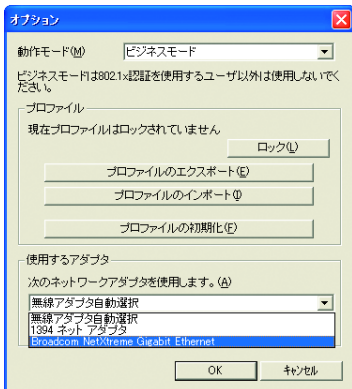 オプション
動作モード(M) ビジネスモード
ビジネスモードは802.1x認証を使用するユーザ以外は使用しないでく
ださい。
プロファイル
現在プロファイルはロックされていません
ロック(L)
プロファイルのエクスポート(E)
プロファイルのインポート(I)
プロファイルの初期化(F)
使用するアダプタ
次のネットワークアダプタを使用します。(A)
無線アダプタ自動選択
無線アダプタ自動選択
1394 ネット アダプタ
Broadcom NetXtreme Gigabit Ethernet
OK キャンセル